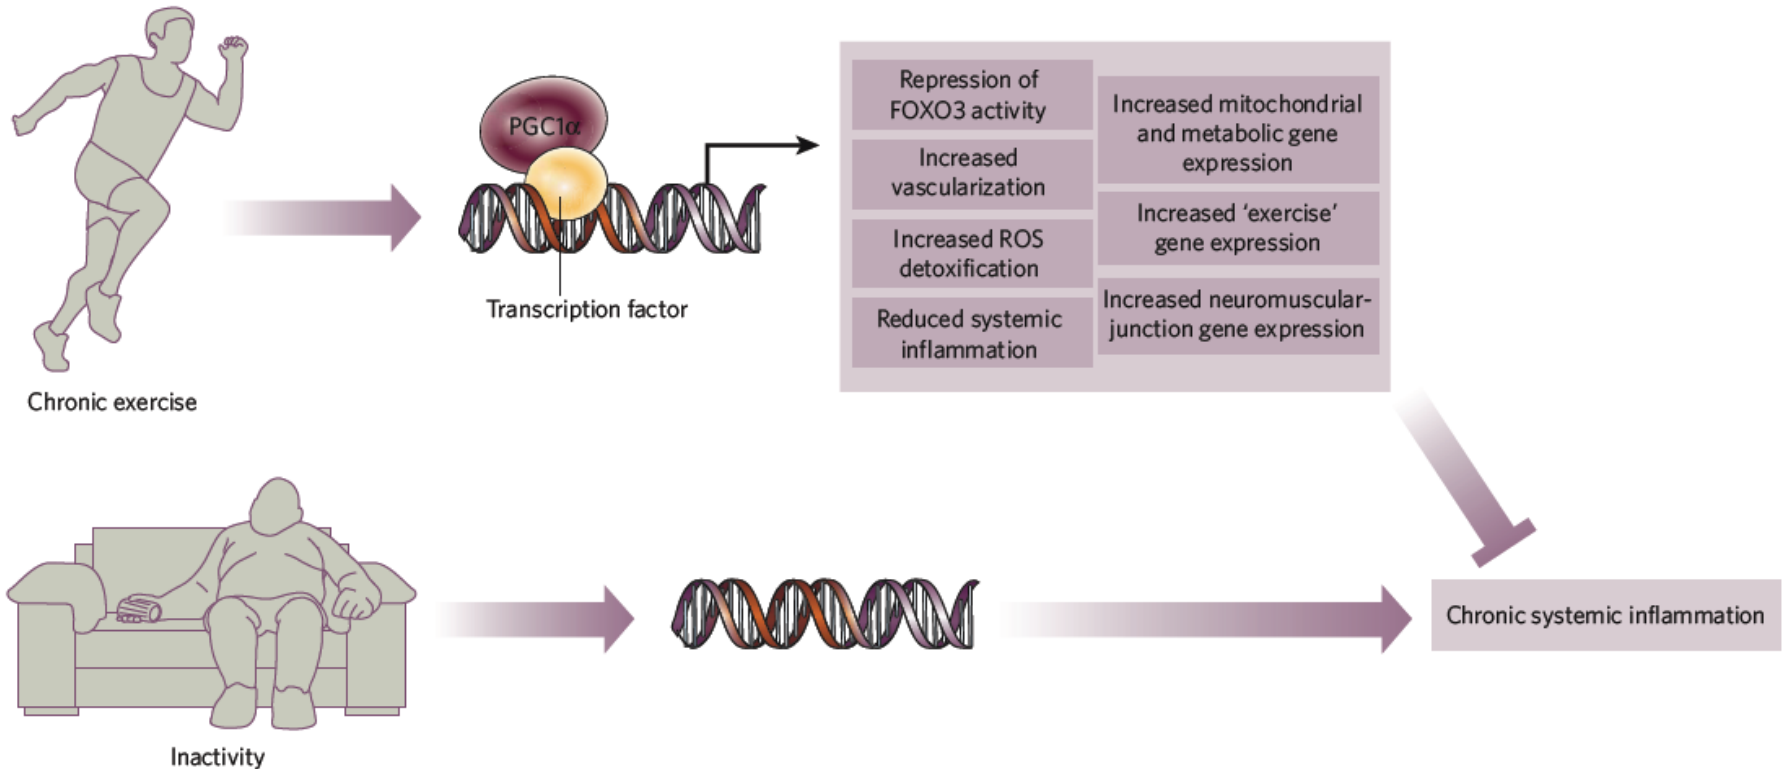 PGC1α
Transcription factor
Chronic exercise
Repression of
FOXO3 activity
Increased
vascularization
Increased ROS
detoxification
Reduced systemic
inflammation
Increased mitochondrial
and metabolic gene
expression
Increased ‘exercise’
gene expression
Increased neuromuscular-
junction gene expression
Inactivity
Chronic systemic inflammation